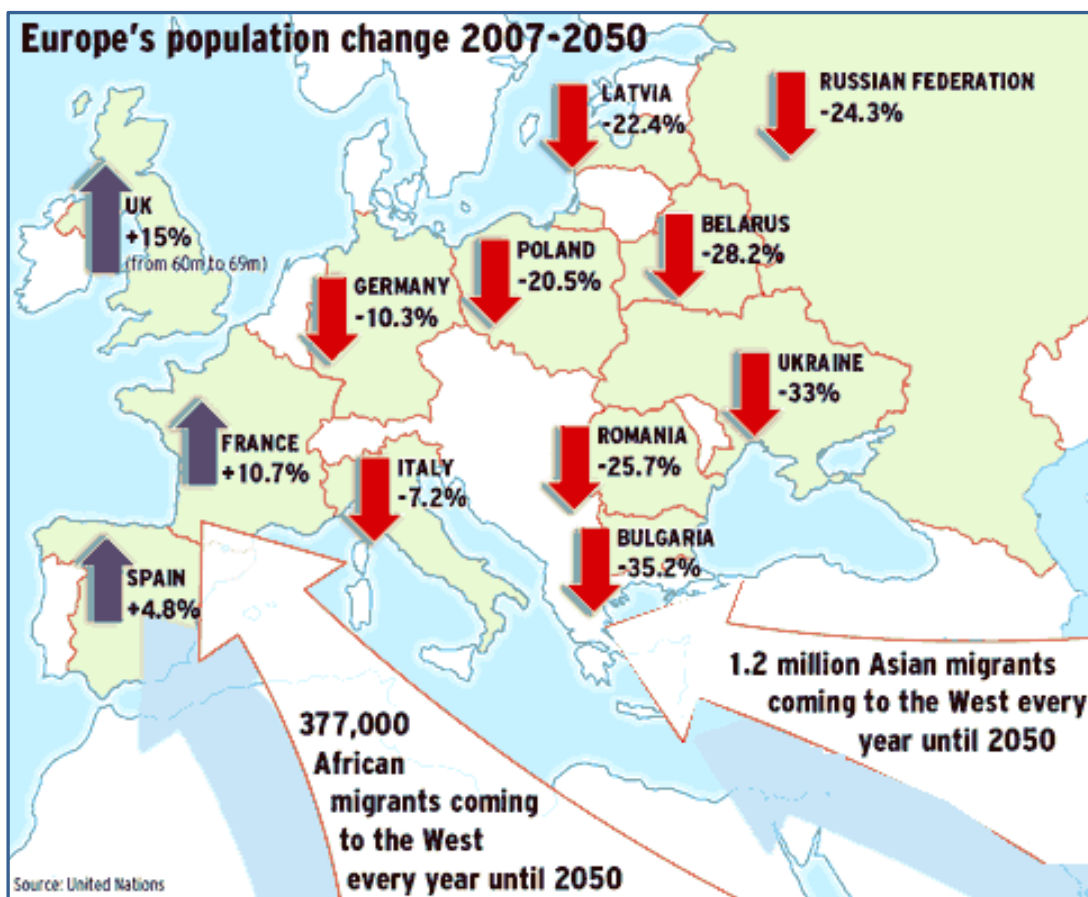 Europe's population change 2007-2050
LATVIA
-22.4%
RUSSIAN FEDERATION
-24.3%
UK
+15%
(from 60m to 69m)
BELARUS
-28.2%
POLAND
-20.5%
GERMANY
-10.3%
UKRAINE
-33%
FRANCE
+10.7%
ITALY
-7.2%
ROMANIA
-25.7%
BULGARIA
-35.2%
SPAIN
+4.8%
1.2 million Asian migrants
coming to the West every
year until 2050
377,000
African
migrants coming
to the West
every year until 2050
Source: United Nations